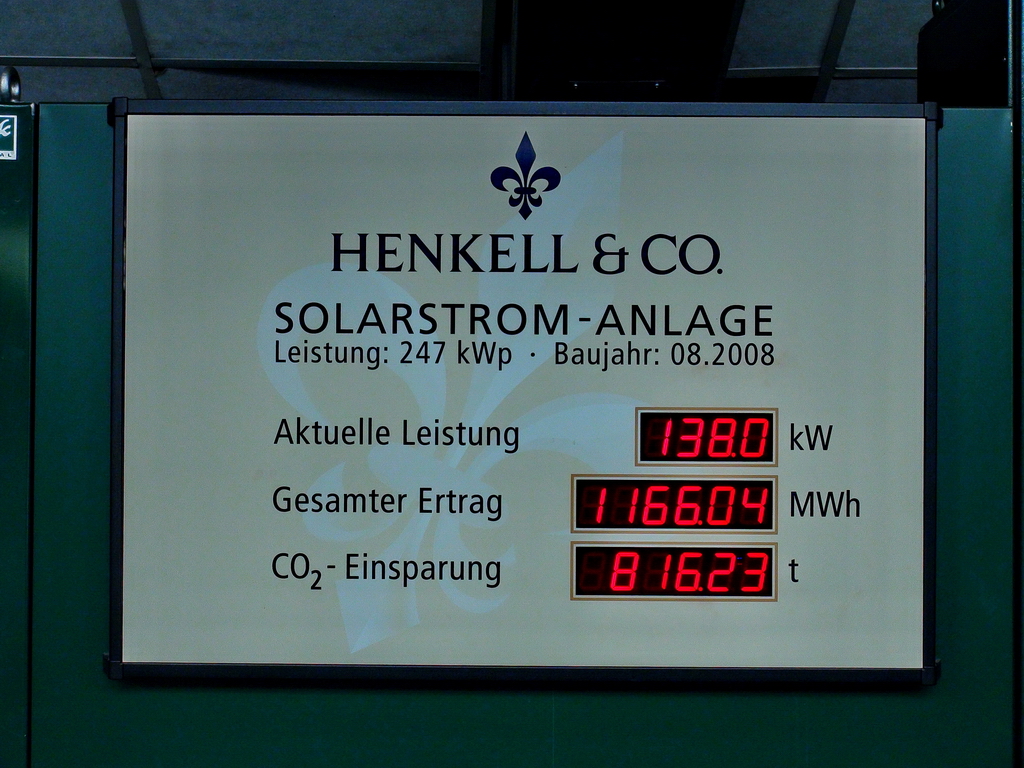 HENKELL & CO.
SOLARSTROM-ANLAGE
Leistung: 247 kWp · Baujahr: 08.2008
Aktuelle Leistung 138.0 kW
Gesamter Ertrag 1166.04 MWh
CO₂- Einsparung 816.23 t